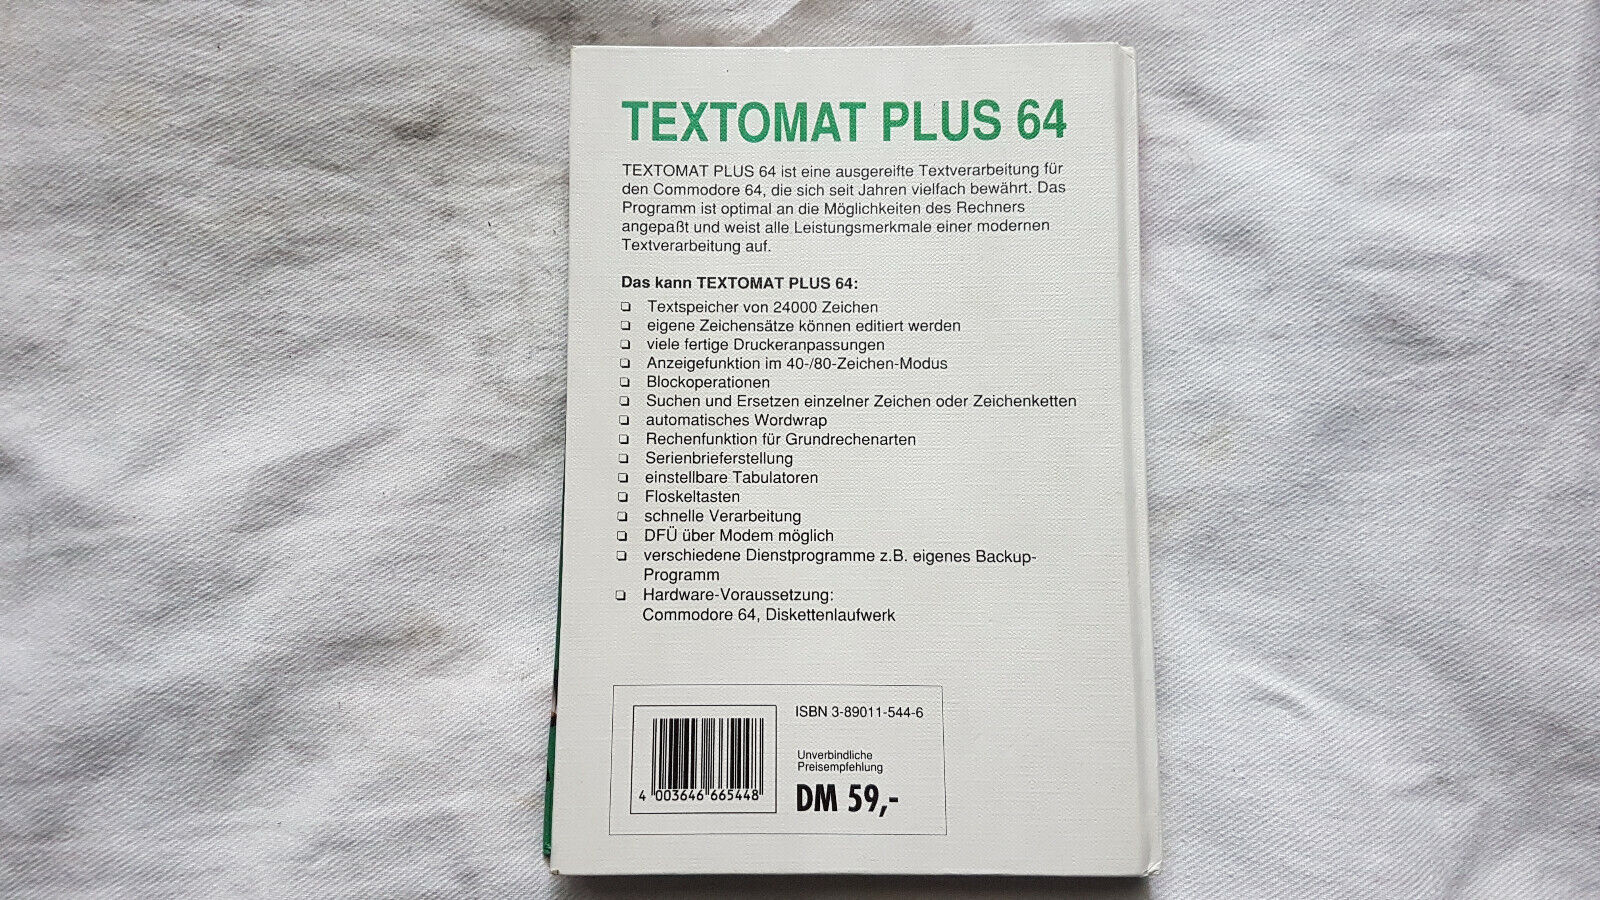 TEXTOMAT PLUS 64
TEXTOMAT PLUS 64 ist eine ausgereifte Textverarbeitung für
den Commodore 64, die sich seit Jahren vielfach bewährt. Das
Programm ist optimal an die Möglichkeiten des Rechners
angepaßt und weist alle Leistungsmerkmale einer modernen
Textverarbeitung auf.
Das kann TEXTOMAT PLUS 64:
❏ Textspeicher von 24000 Zeichen
❏ eigene Zeichensätze können editiert werden
❏ viele fertige Druckeranpassungen
❏ Anzeigefunktion im 40-/80-Zeichen-Modus
❏ Blockoperationen
❏ Suchen und Ersetzen einzelner Zeichen oder Zeichenketten
❏ automatisches Wordwrap
❏ Rechenfunktion für Grundrechenarten
❏ Serienbrieferstellung
❏ einstellbare Tabulatoren
❏ Floskeltasten
❏ schnelle Verarbeitung
❏ DFÜ über Modem möglich
❏ verschiedene Dienstprogramme z.B. eigenes Backup-
Programm
❏ Hardware-Voraussetzung:
Commodore 64, Diskettenlaufwerk
ISBN 3-89011-544-6
Unverbindliche
Preisempfehlung
DM 59,-
4 003646 665448